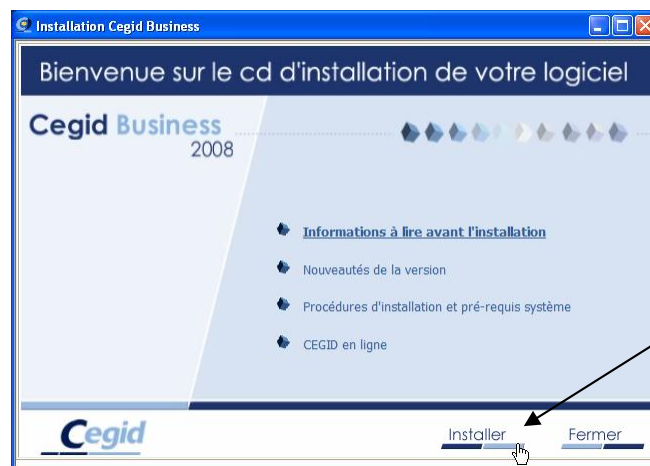 Installation Cegid Business
Bienvenue sur le cd d'installation de votre logiciel
Cegid Business
2008
Informations à lire avant l'installation
Nouveautés de la version
Procédures d'installation et pré-requis système
CEGID en ligne
Cegid
Installer
Fermer